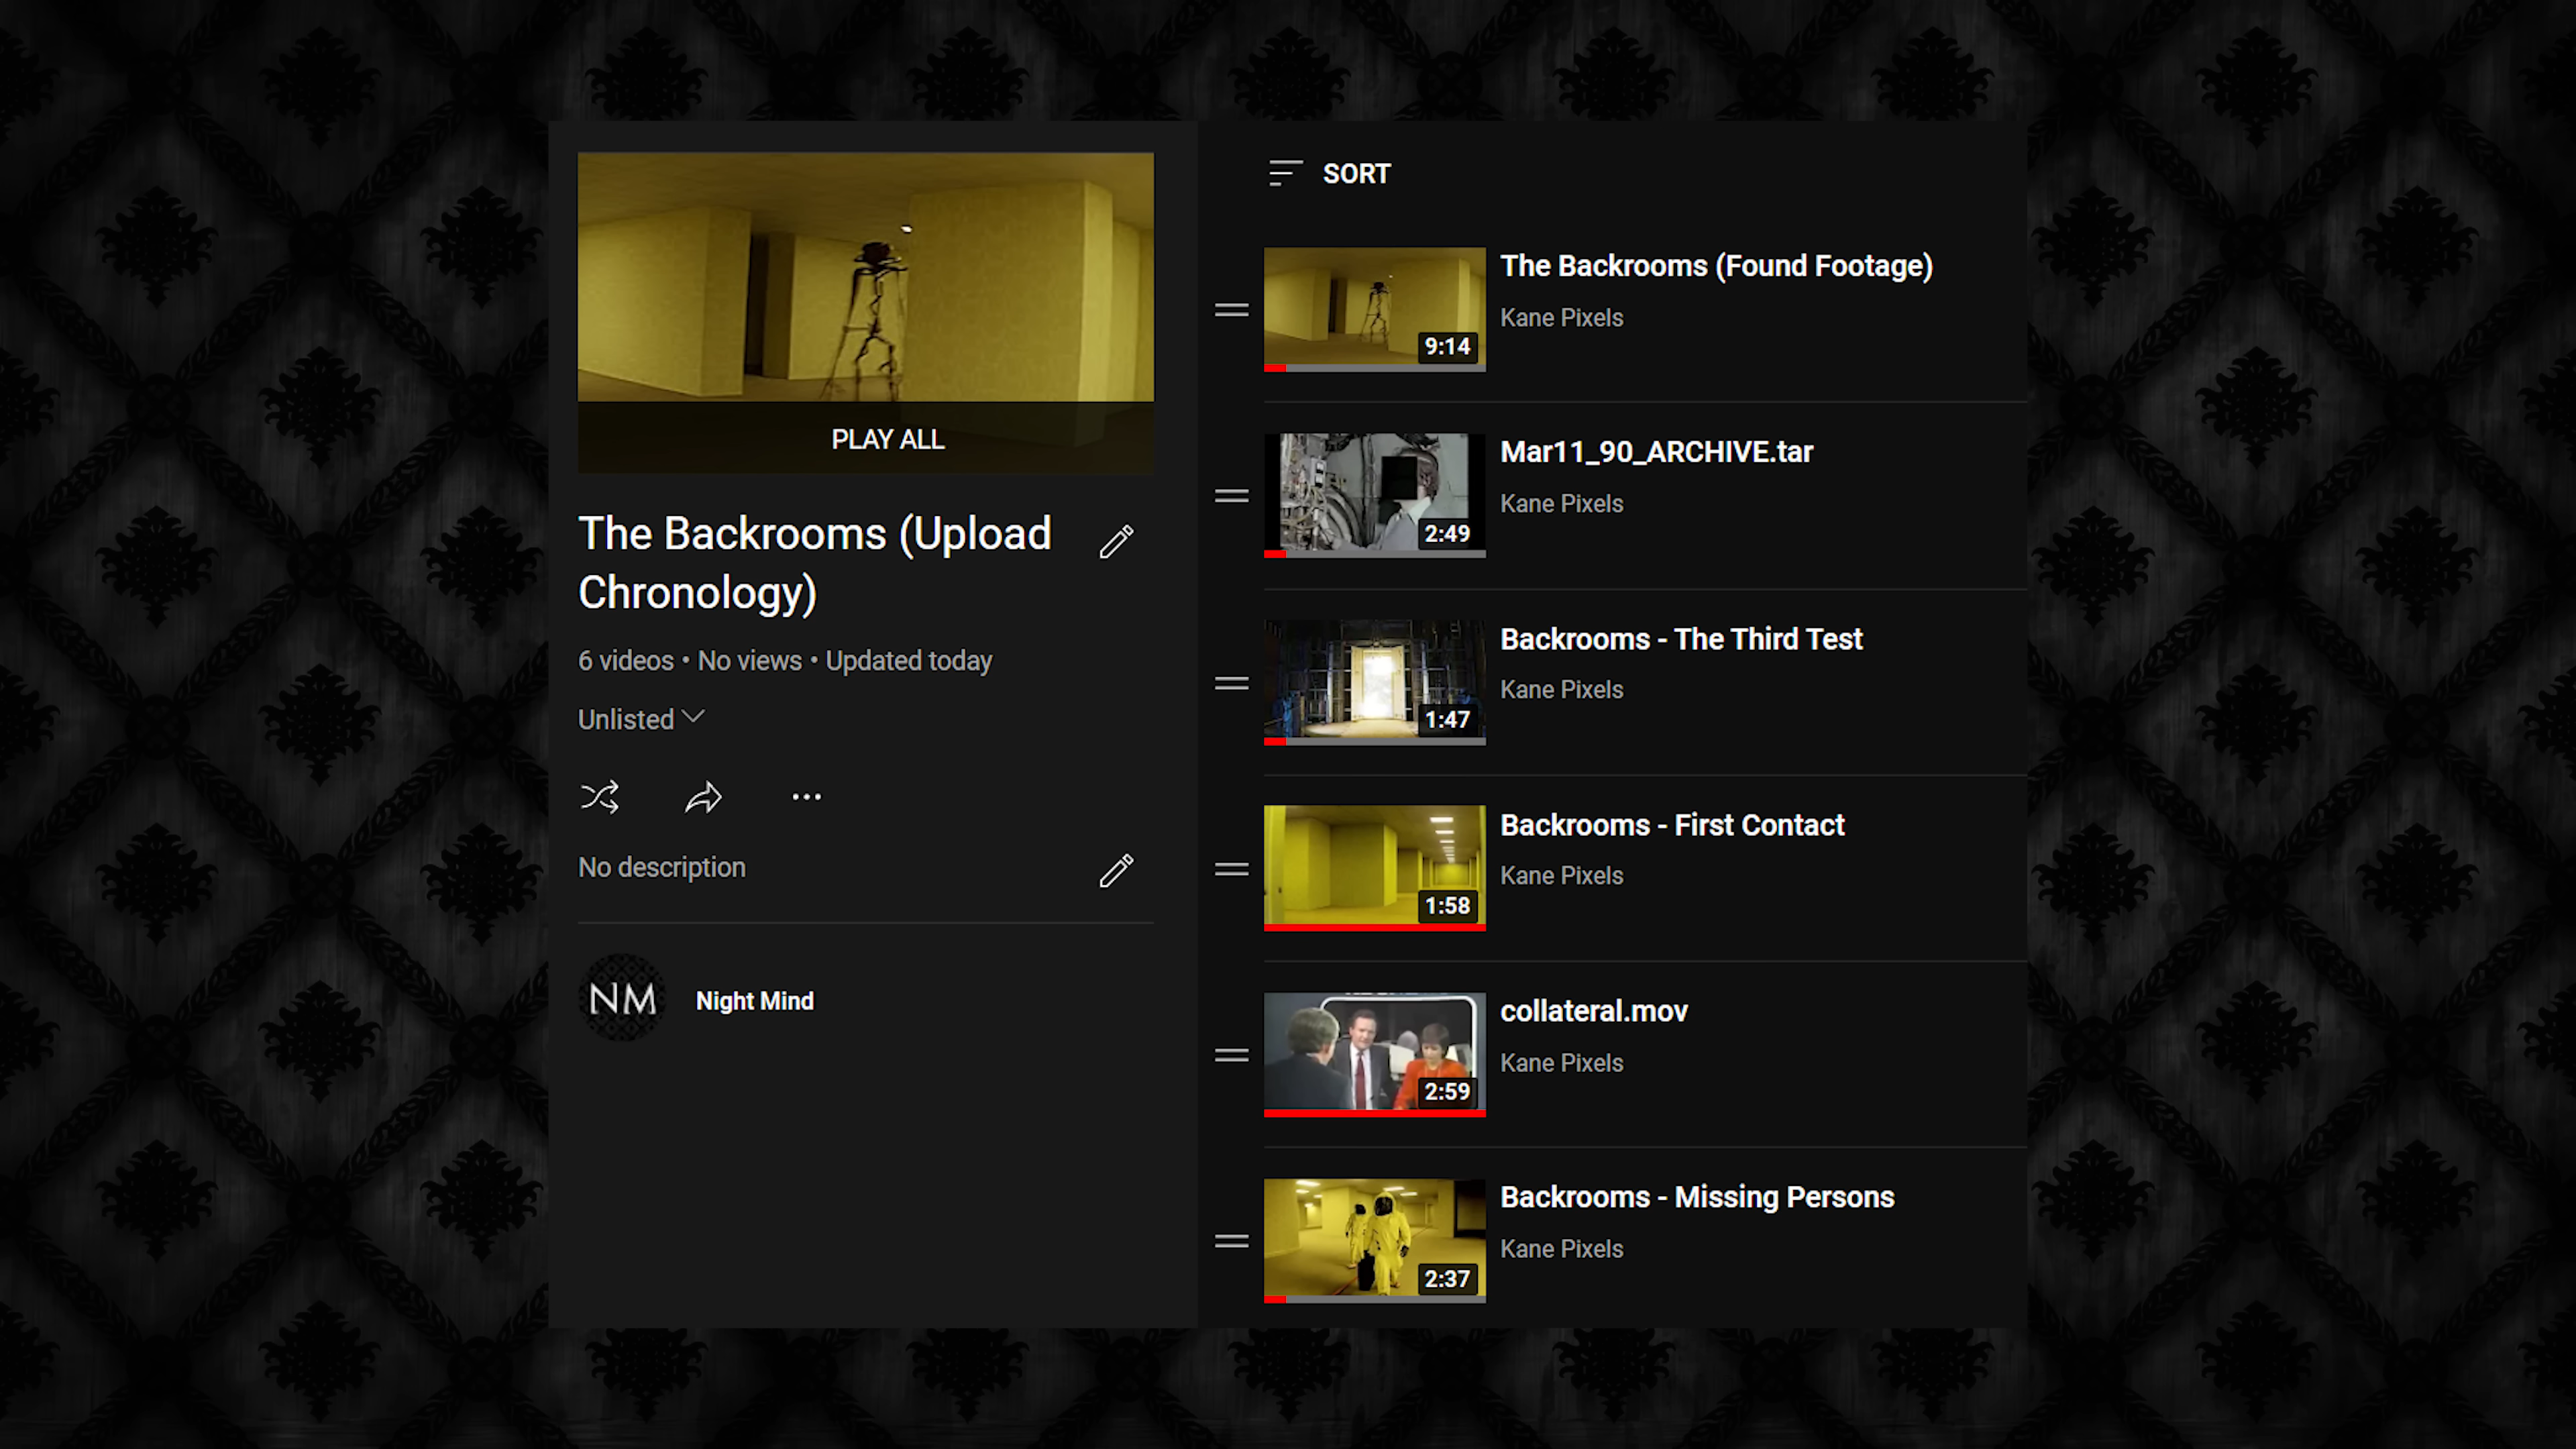 PLAY ALL
The Backrooms (Upload
Chronology)
6 videos • No views • Updated today
Unlisted
No description
NM
Night Mind
SORT
The Backrooms (Found Footage)
Kane Pixels
9:14
Mar11_90_ARCHIVE.tar
Kane Pixels
2:49
Backrooms - The Third Test
Kane Pixels
1:47
Backrooms - First Contact
Kane Pixels
1:58
collateral.mov
Kane Pixels
2:59
Backrooms - Missing Persons
Kane Pixels
2:37